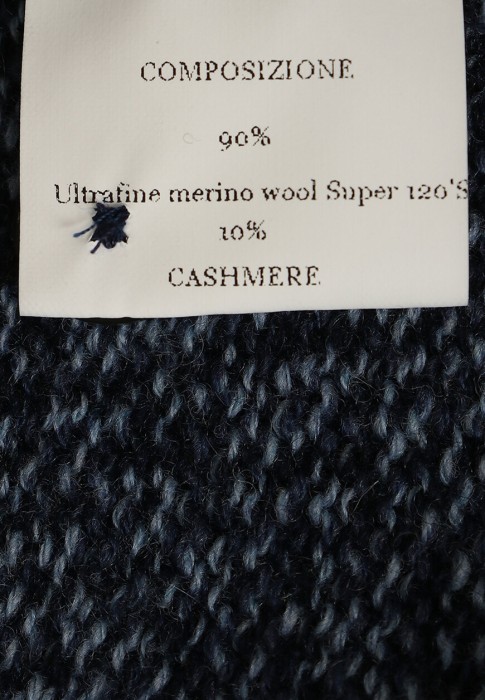 COMPOSIZIONE
90%
Ultrafine merino wool Super 120'S
10%
CASHMERE